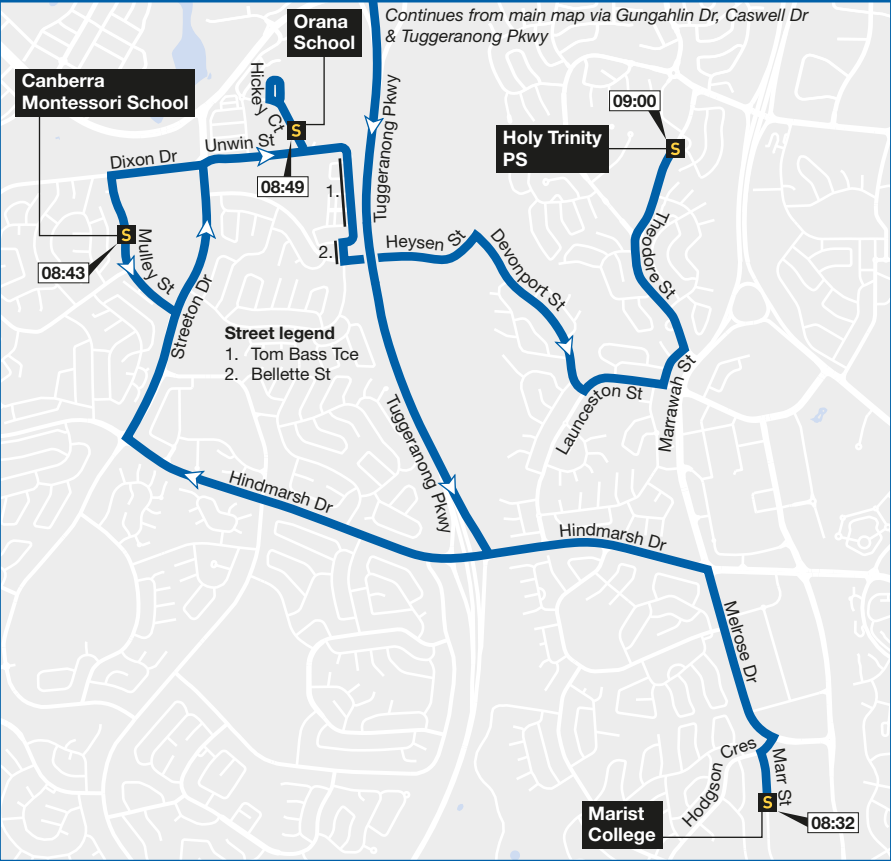 Continues from main map via Gungahlin Dr, Caswell Dr
& Tuggeranong Pkwy
Orana
School
Canberra
Montessori School
Hickey Ct
S
Tuggeranong Pkwy
09:00
Holy Trinity
PS
S
Dixon Dr
Unwin St
08:49
1.
2.
S
Mulley St
08:43
Streeton Dr
Heysen St
Devonport St
Theodore St
Street legend
1. Tom Bass Tce
2. Bellette St
Launceston St
Marrawah St
Tuggeranong Pkwy
Hindmarsh Dr
Hindmarsh Dr
Melrose Dr
Hodgson Cres
Marr St
S
Marist
College
08:32